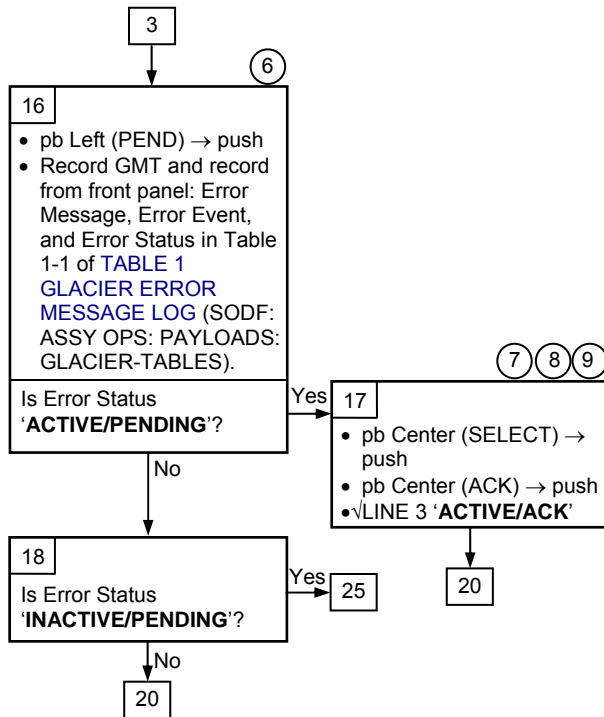 3
6
16
• pb Left (PEND) → push
• Record GMT and record
from front panel: Error
Message, Error Event,
and Error Status in Table
1-1 of TABLE 1
GLACIER ERROR
MESSAGE LOG (SODF:
ASSY OPS: PAYLOADS:
GLACIER-TABLES).
Is Error Status
‘ACTIVE/PENDING’?
Yes
No
7 8 9
17
• pb Center (SELECT) →
push
• pb Center (ACK) → push
•√LINE 3 ‘ACTIVE/ACK’
20
18
Is Error Status
‘INACTIVE/PENDING’?
Yes
25
No
20